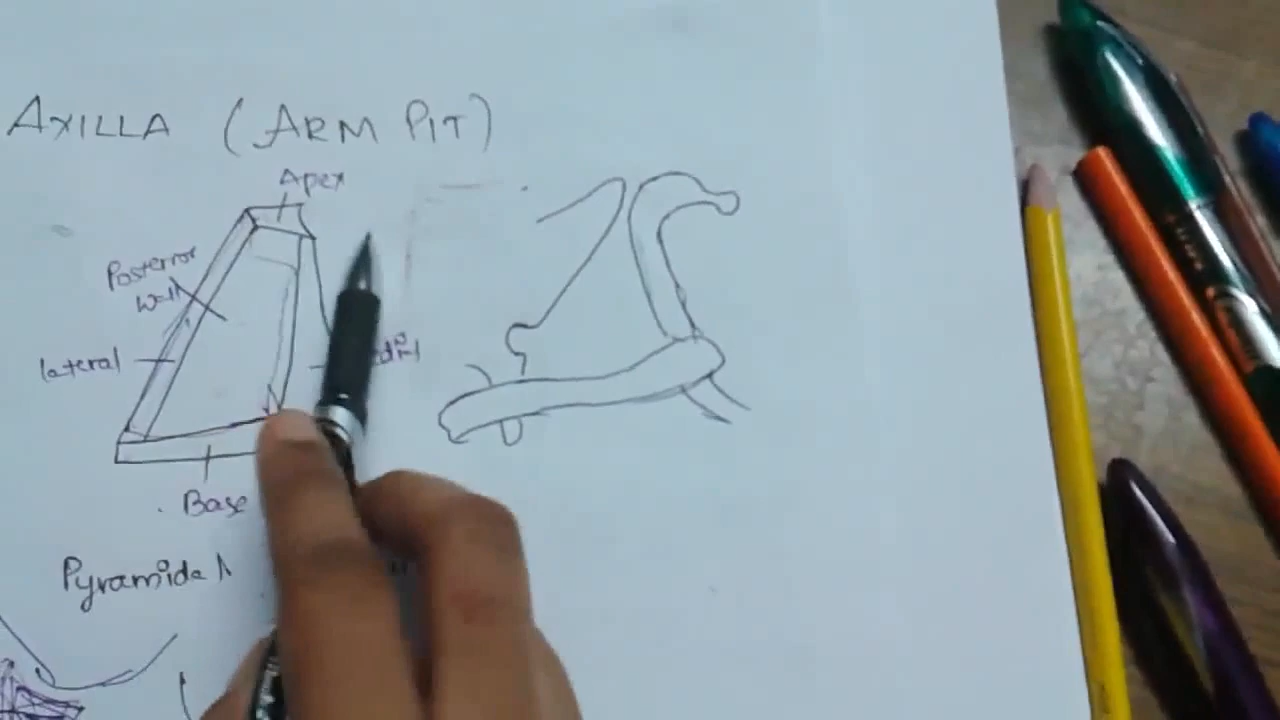 AXILLA (ARM PIT)
Apex
Posterior
Wall
lateral
Base
Pyramidal